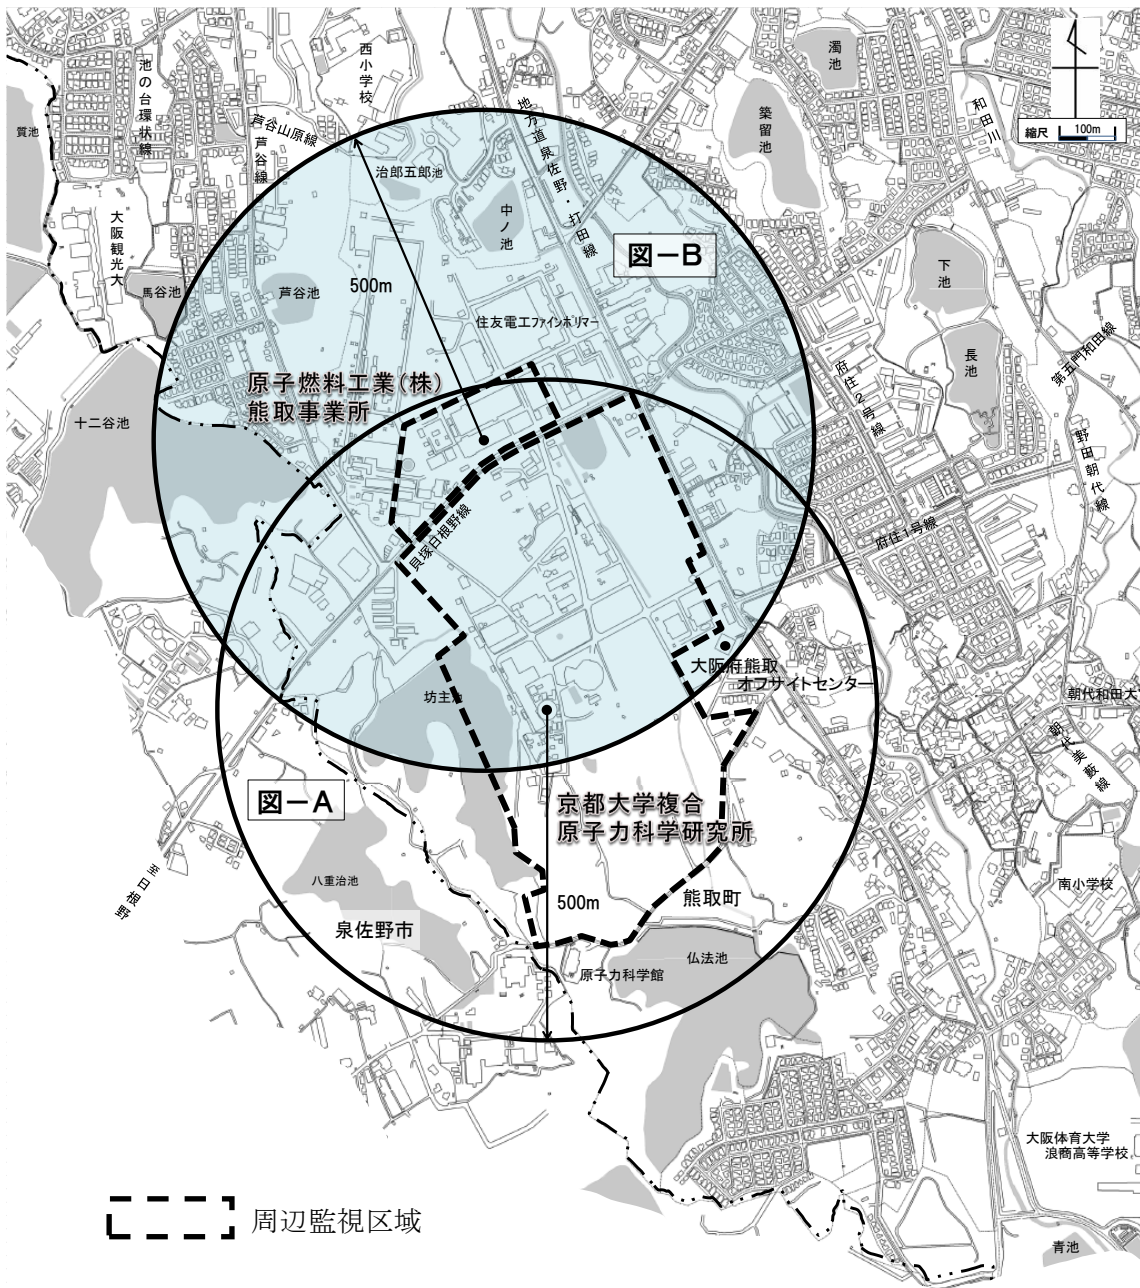 西小学校
濁池
池の台環状線
和田川
縮尺 100m
質池
芦谷山原線
芦谷線
地方道泉佐野・打田線
築留池
治郎五郎池
中ノ池
大阪観光大
図-B
下池
馬谷池
芦谷池
500m
住友電工ファインポリマー
第五門和田線
長池
府住2号線
原子燃料工業(株)
熊取事業所
十二谷池
野田朝代線
貝塚日根野線
府住1号線
大阪府熊取
オフサイトセンター
坊主
朝代和田大
朝代美薮線
図-A
京都大学複合
原子力科学研究所
至日根野
八重治池
南小学校
500m
熊取町
泉佐野市
仏法池
原子力科学館
大阪体育大学
浪商高等学校
周辺監視区域
青池